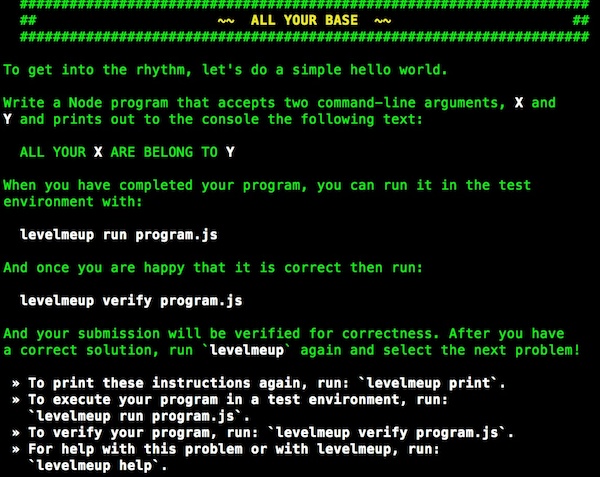 #####################################################################
## ~~ ALL YOUR BASE ~~ ##
#####################################################################
To get into the rhythm, let's do a simple hello world.
Write a Node program that accepts two command-line arguments, X and
Y and prints out to the console the following text:
ALL YOUR X ARE BELONG TO Y
When you have completed your program, you can run it in the test
environment with:
levelmeup run program.js
And once you are happy that it is correct then run:
levelmeup verify program.js
And your submission will be verified for correctness. After you have
a correct solution, run `levelmeup` again and select the next problem!
» To print these instructions again, run: `levelmeup print`.
» To execute your program in a test environment, run:
`levelmeup run program.js`.
» To verify your program, run: `levelmeup verify program.js`.
» For help with this problem or with levelmeup, run:
`levelmeup help`.